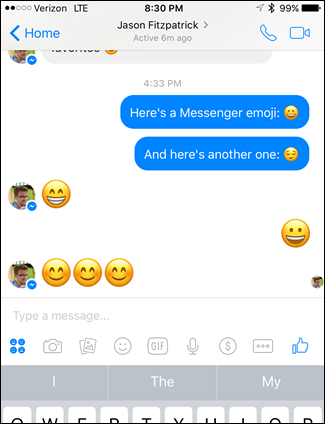 Verizon LTE 8:30 PM 99%
Home Jason Fitzpatrick >
Active 6m ago
favorites 😁
4:33 PM
Here's a Messenger emoji: 😀
And here's another one: 😌
😁
😀
😊😊😊
Type a message...
GIF $
I The My
Q W E R T Y U I O P